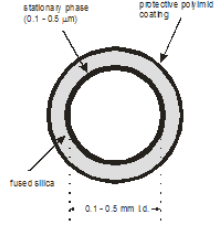 stationary phase
(0.1 - 0.5 µm)
protective polyimid
coating
fused silica
0.1 - 0.5 mm i.d.